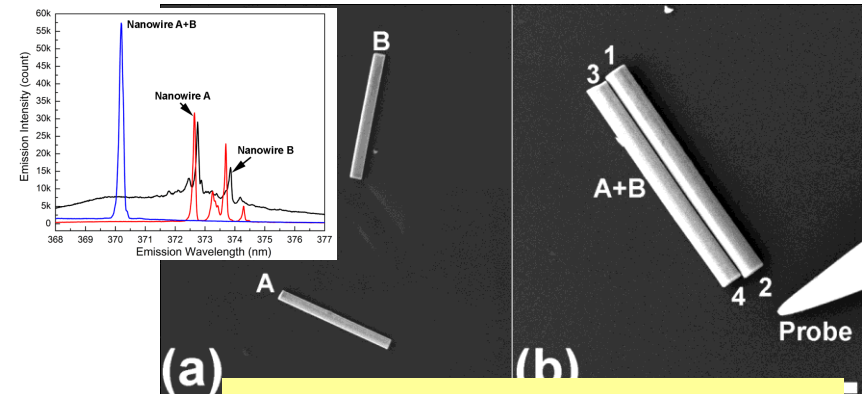 60k
55k
50k
45k
40k
35k
30k
25k
20k
15k
10k
5k
0
Emission Intensity (count)
Nanowire A+B
Nanowire A
Nanowire B
368 369 370 371 372 373 374 375 376 377
Emission Wavelength (nm)
B
A
(a)
1
3
A+B
4
2
Probe
(b)